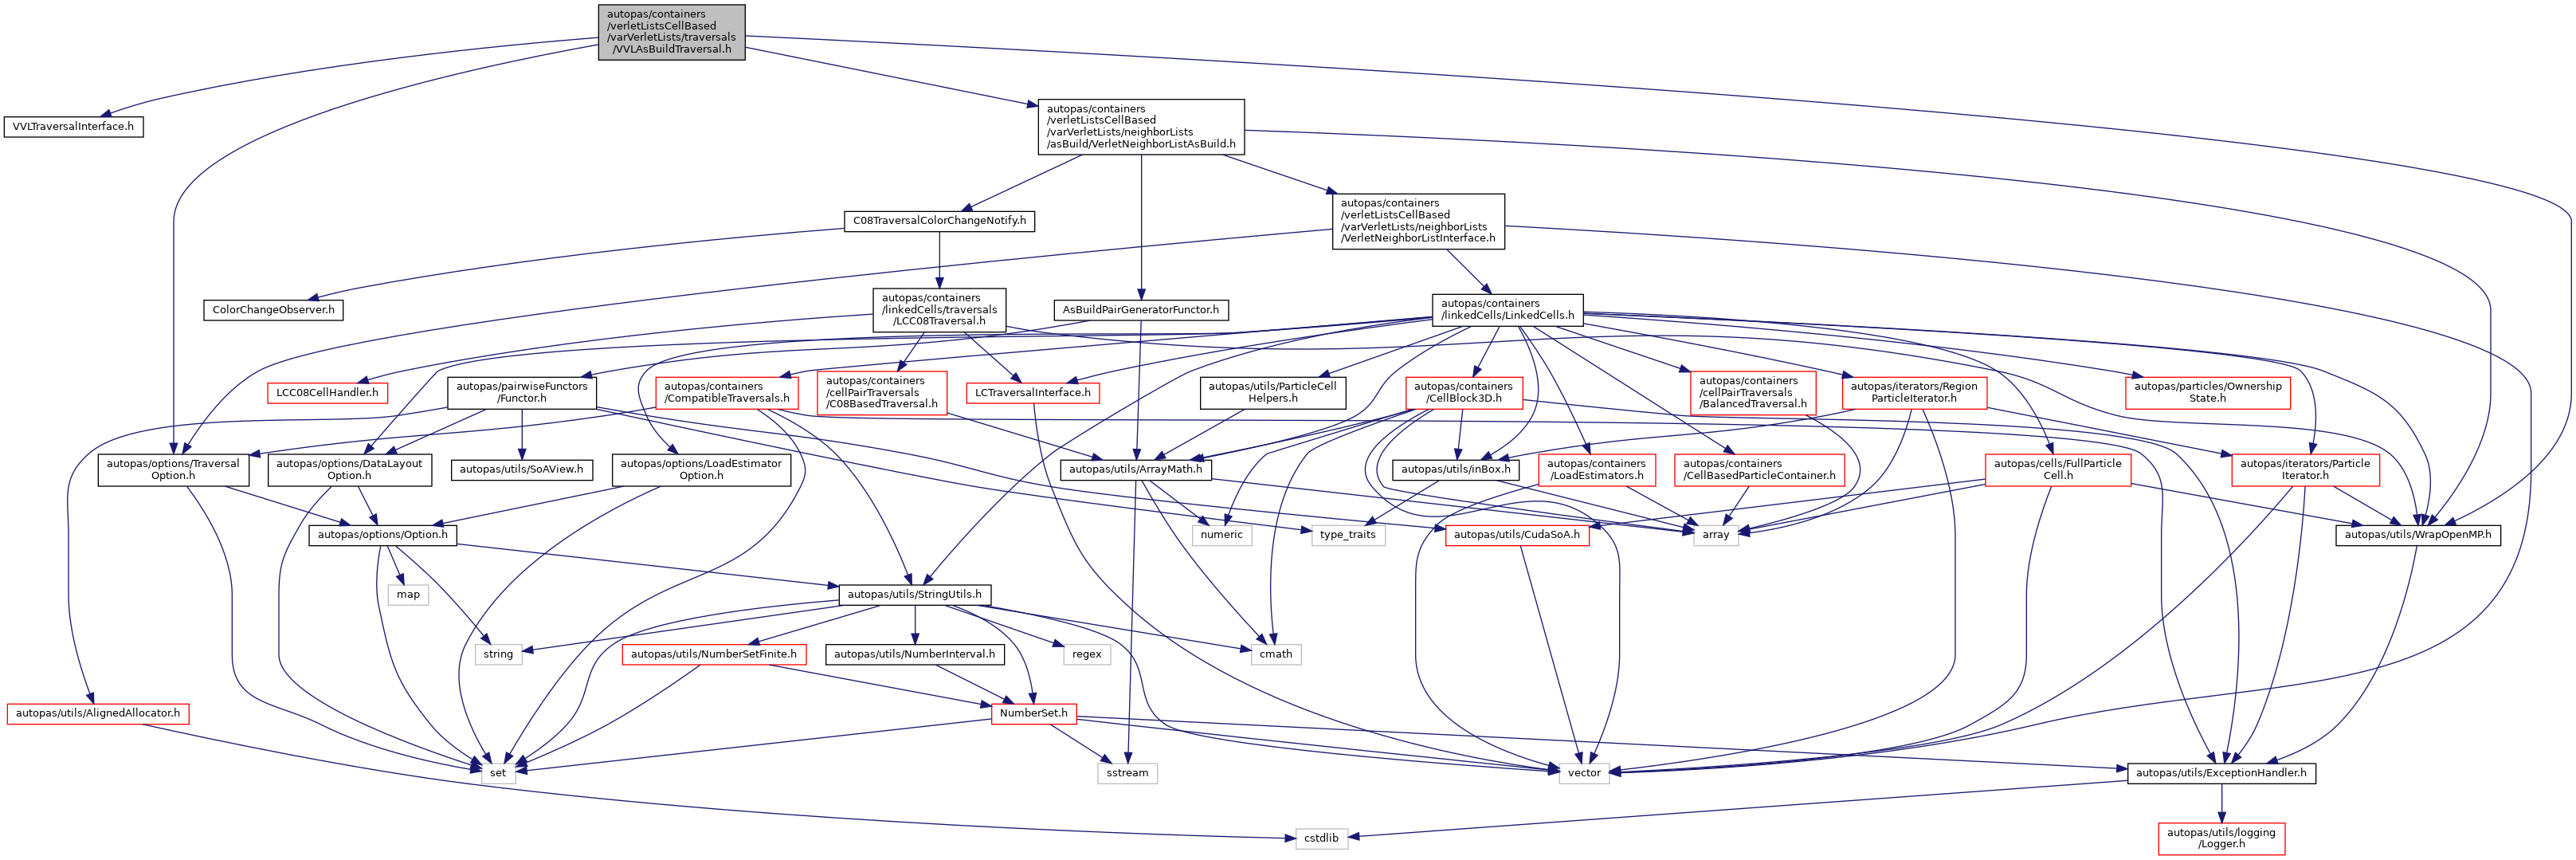 autopas/containers
/verletListsCellBased
/varVerletLists/traversals
/VVLAsBuildTraversal.h
VVLTraversalInterface.h
autopas/containers
/verletListsCellBased
/varVerletLists/neighborLists
/asBuild/VerletNeighborListAsBuild.h
C08TraversalColorChangeNotify.h
autopas/containers
/verletListsCellBased
/varVerletLists/neighborLists
/VerletNeighborListInterface.h
ColorChangeObserver.h
autopas/containers
/linkedCells/traversals
/LCC08Traversal.h
AsBuildPairGeneratorFunctor.h
autopas/containers
/linkedCells/LinkedCells.h
LCC08CellHandler.h
autopas/pairwiseFunctors
/Functor.h
autopas/containers
/CompatibleTraversals.h
autopas/containers
/cellPairTraversals
/C08BasedTraversal.h
LCTraversalInterface.h
autopas/utils/ParticleCell
Helpers.h
autopas/containers
/CellBlock3D.h
autopas/containers
/cellPairTraversals
/BalancedTraversal.h
autopas/iterators/Region
ParticleIterator.h
autopas/particles/Ownership
State.h
autopas/options/Traversal
Option.h
autopas/options/DataLayout
Option.h
autopas/utils/SoAView.h
autopas/options/LoadEstimator
Option.h
autopas/utils/ArrayMath.h
autopas/utils/inBox.h
autopas/containers
/LoadEstimators.h
autopas/containers
/CellBasedParticleContainer.h
autopas/cells/FullParticle
Cell.h
autopas/iterators/Particle
Iterator.h
autopas/options/Option.h
numeric
type_traits
autopas/utils/CudaSoA.h
array
autopas/utils/WrapOpenMP.h
map
autopas/utils/StringUtils.h
string
autopas/utils/NumberSetFinite.h
autopas/utils/NumberInterval.h
regex
cmath
autopas/utils/AlignedAllocator.h
NumberSet.h
set
sstream
vector
autopas/utils/ExceptionHandler.h
cstdlib
autopas/utils/logging
/Logger.h